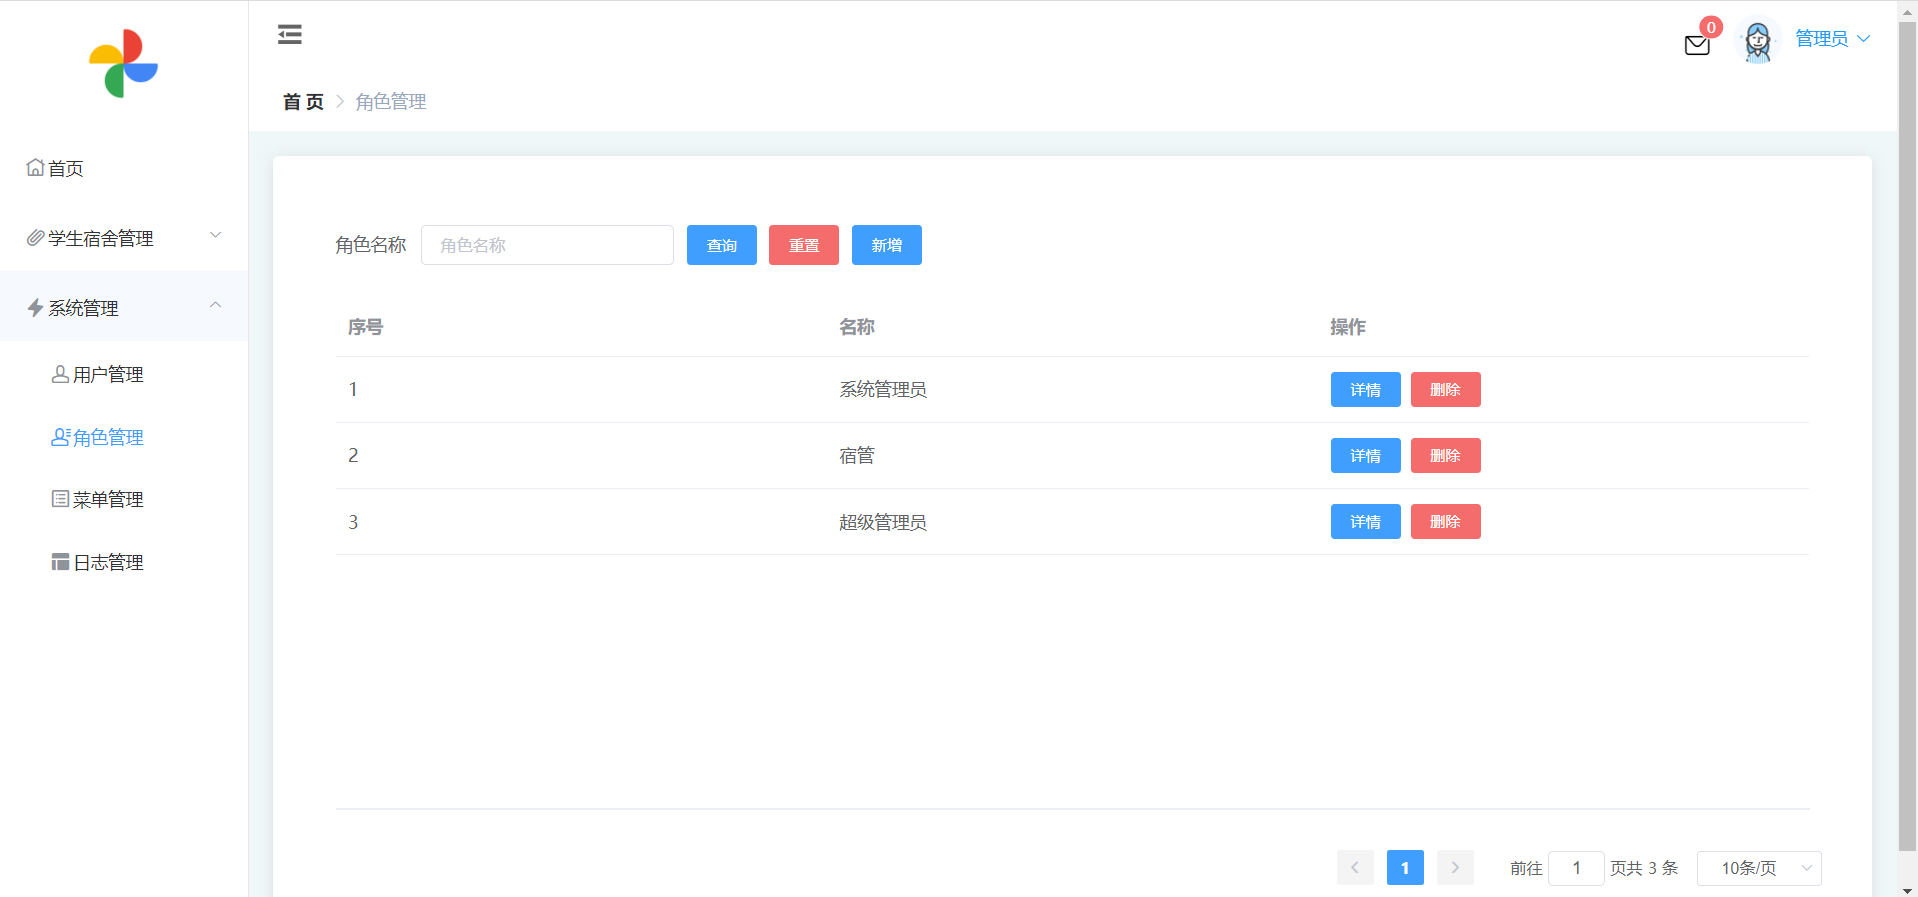 0
管理员
首 页 > 角色管理
首页
学生宿舍管理
系统管理
用户管理
角色管理
菜单管理
日志管理
角色名称 角色名称 查询 重置 新增
序号 名称 操作
1 系统管理员 详情 删除
2 宿管 详情 删除
3 超级管理员 详情 删除
1 前往 1 页共 3 条 10条/页